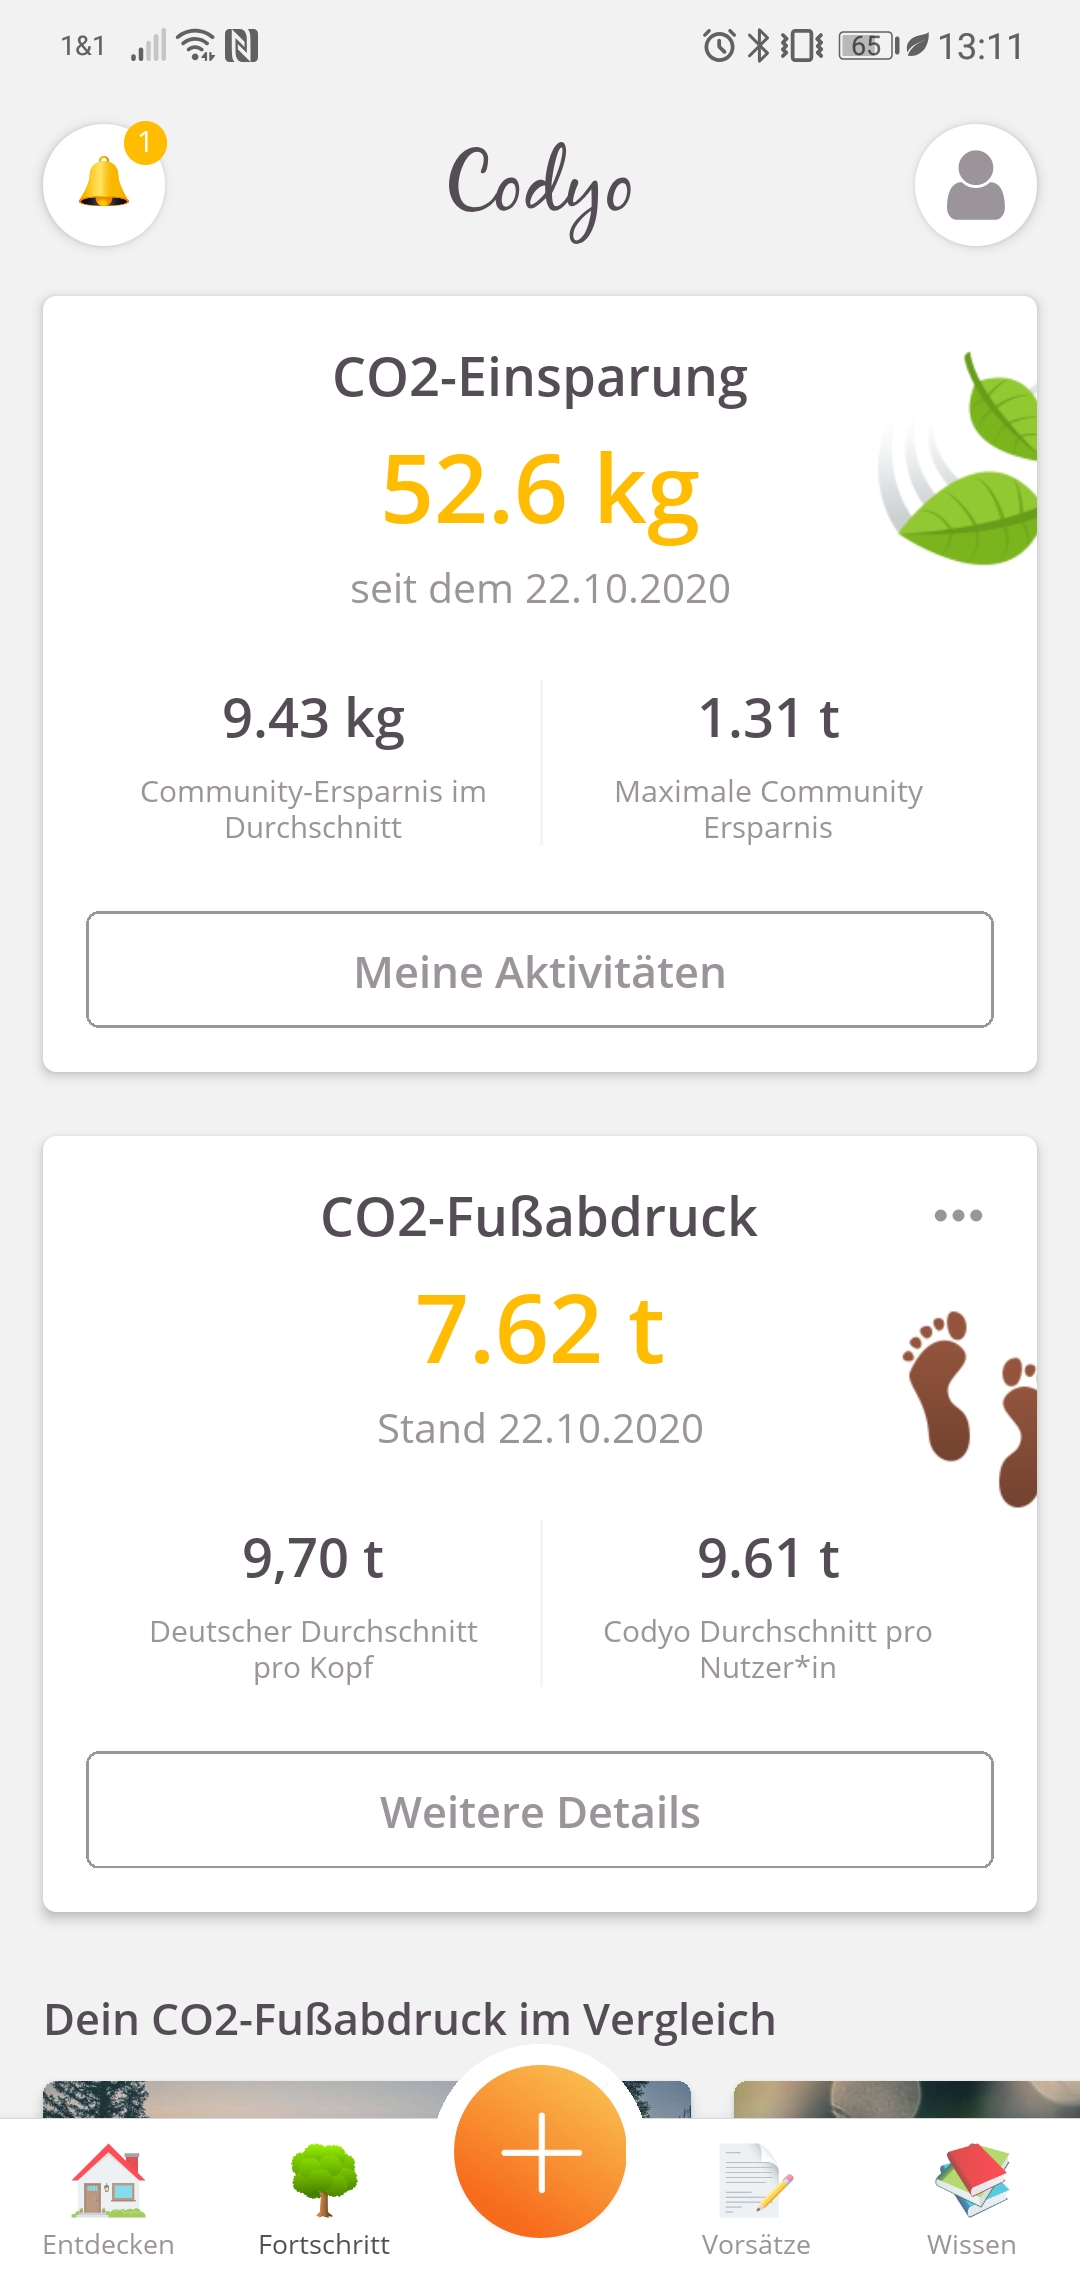 1&1 65 13:11
1
Codyo
CO2-Einsparung
52.6 kg
seit dem 22.10.2020
9.43 kg
Community-Ersparnis im
Durchschnitt
1.31 t
Maximale Community
Ersparnis
Meine Aktivitäten
CO2-Fußabdruck
7.62 t
Stand 22.10.2020
9,70 t
Deutscher Durchschnitt
pro Kopf
9.61 t
Codyo Durchschnitt pro
Nutzer*in
Weitere Details
Dein CO2-Fußabdruck im Vergleich
Entdecken
Fortschritt
Vorsätze
Wissen